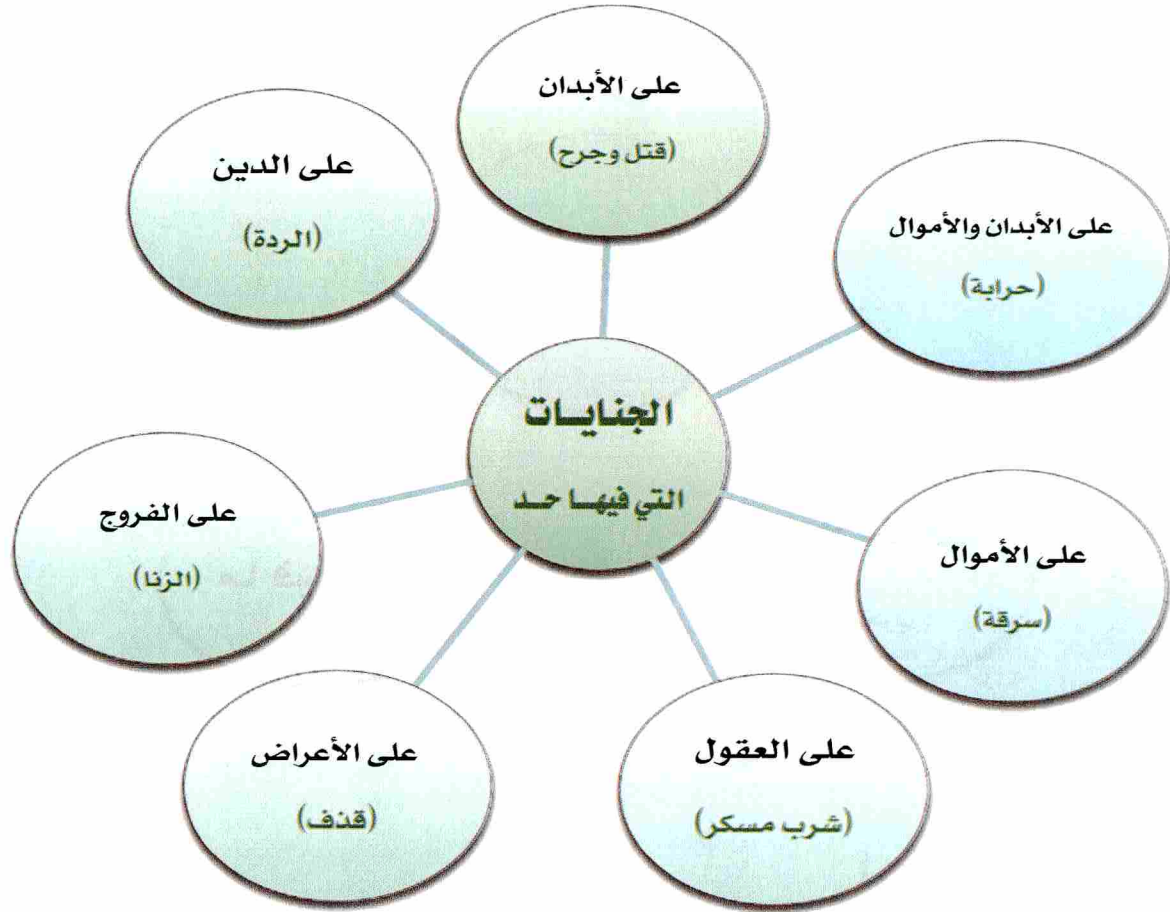 الجنايات
التي فيها حد
على الأبدان
(قتل وجرح)
على الأبدان والأموال
(حرابة)
على الأموال
(سرقة)
على العقول
(شرب مسكر)
على الأعراض
(قذف)
على الفروج
(الزنا)
على الدين
(الردة)